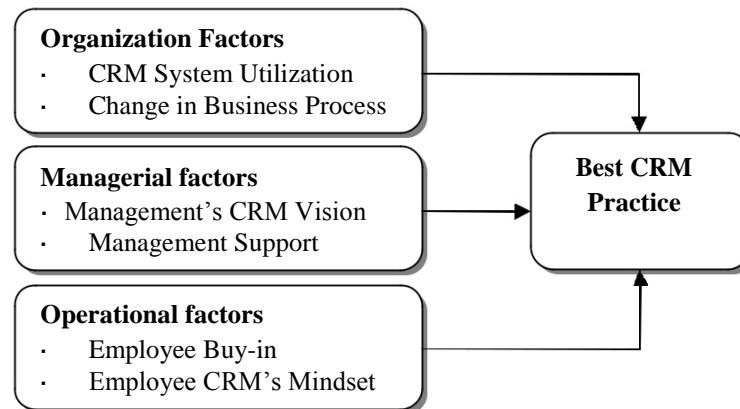 Organization Factors
· CRM System Utilization
· Change in Business Process
Managerial factors
· Management’s CRM Vision
· Management Support
Operational factors
· Employee Buy-in
· Employee CRM’s Mindset
Best CRM
Practice